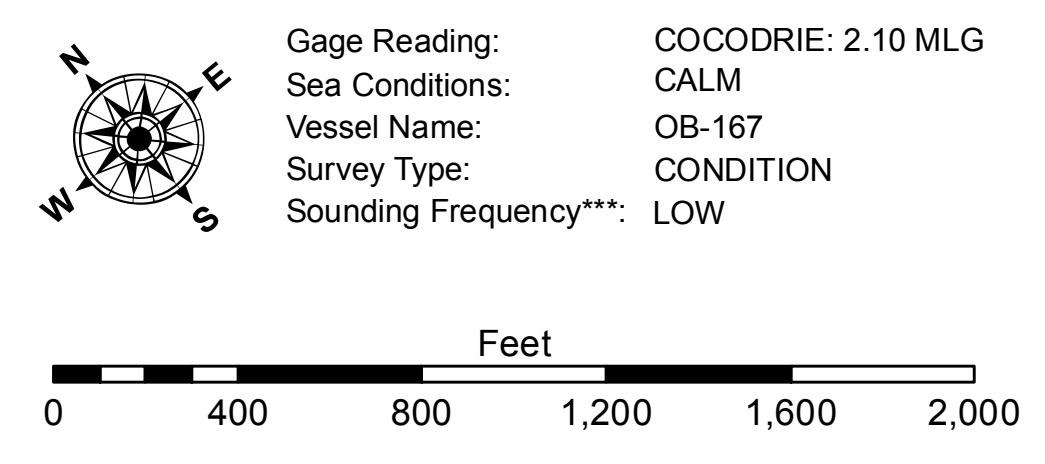 N
E
W
S
Gage Reading: COCODRIE: 2.10 MLG
Sea Conditions: CALM
Vessel Name: OB-167
Survey Type: CONDITION
Sounding Frequency***: LOW
Feet
0 400 800 1,200 1,600 2,000